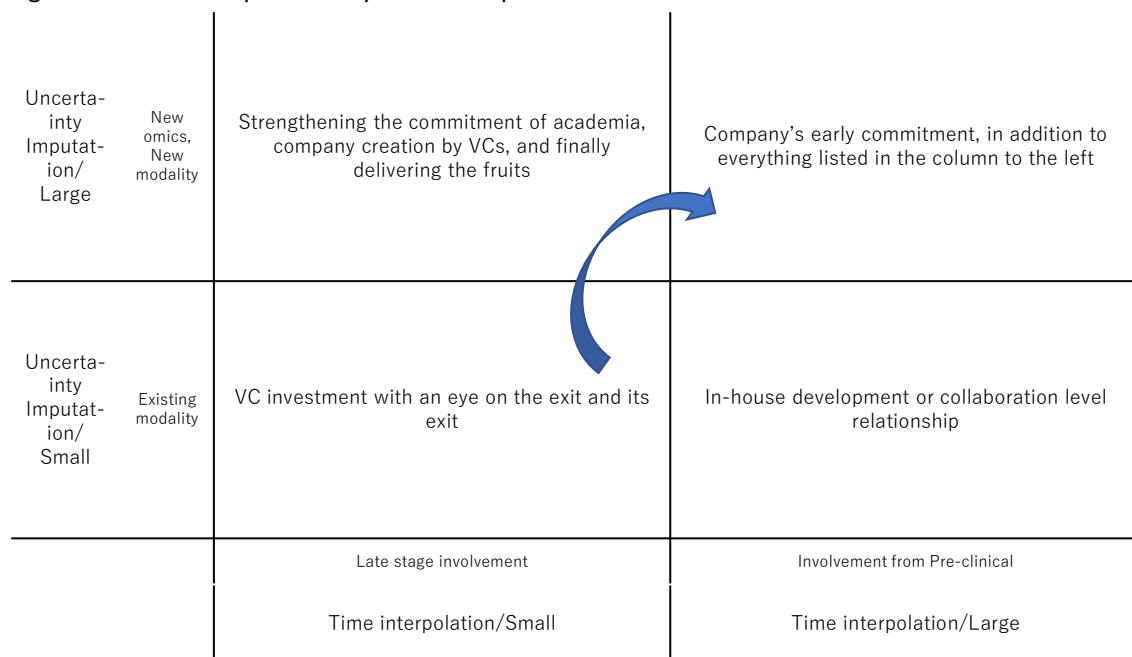 Uncerta-
inty
Imputat-
ion/
Large
New
omics,
New
modality
Strengthening the commitment of academia,
company creation by VCs, and finally
delivering the fruits
Company's early commitment, in addition to
everything listed in the column to the left
Uncerta-
inty
Imputat-
ion/
Small
Existing
modality
VC investment with an eye on the exit and its
exit
In-house development or collaboration level
relationship
Late stage involvement
Involvement from Pre-clinical
Time interpolation/Small
Time interpolation/Large